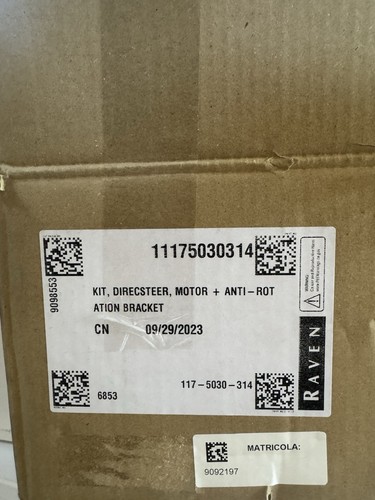 11175030314
9098553
KIT, DIRECSTEER, MOTOR + ANTI-ROT
ATION BRACKET
CN 09/29/2023
117-5030-314
6853
WARNING:
RAVEN
MATRICOLA:
9092197